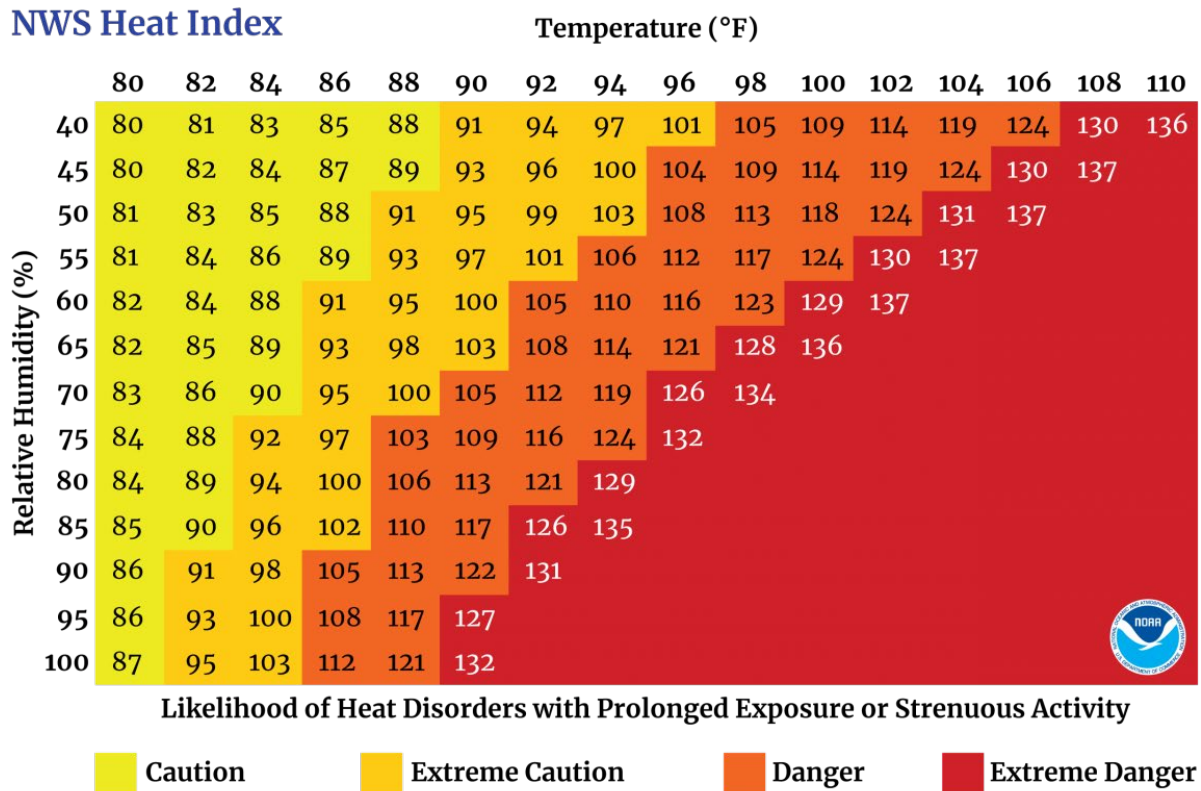 NWS Heat Index
Temperature (°F)
80 82 84 86 88 90 92 94 96 98 100 102 104 106 108 110
Relative Humidity (%)
40 80 81 83 85 88 91 94 97 101 105 109 114 119 124 130 136
45 80 82 84 87 89 93 96 100 104 109 114 119 124 130 137
50 81 83 85 88 91 95 99 103 108 113 118 124 131 137
55 81 84 86 89 93 97 101 106 112 117 124 130 137
60 82 84 88 91 95 100 105 110 116 123 129 137
65 82 85 89 93 98 103 108 114 121 128 136
70 83 86 90 95 100 105 112 119 126 134
75 84 88 92 97 103 109 116 124 132
80 84 89 94 100 106 113 121 129
85 85 90 96 102 110 117 126 135
90 86 91 98 105 113 122 131
95 86 93 100 108 117 127
100 87 95 103 112 121 132
NOAA
NATIONAL OCEANIC AND ATMOSPHERIC ADMINISTRATION
U.S. DEPARTMENT OF COMMERCE
Likelihood of Heat Disorders with Prolonged Exposure or Strenuous Activity
Caution Extreme Caution Danger Extreme Danger